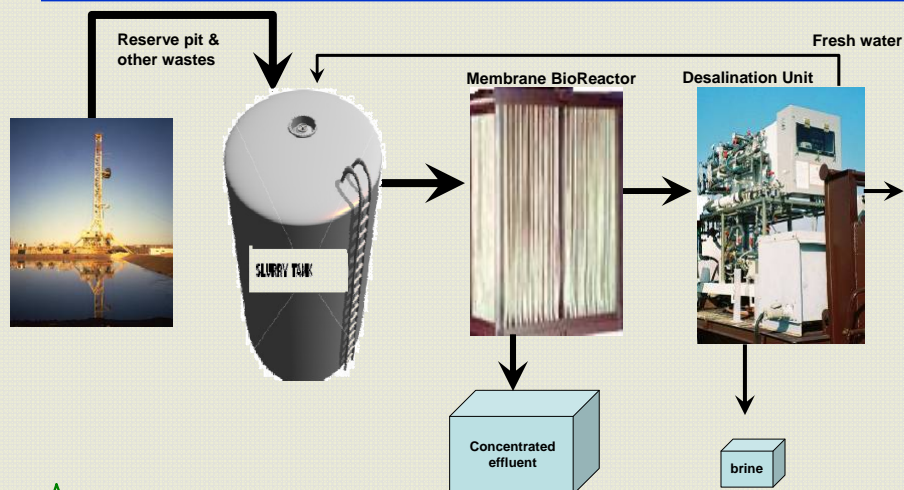 Reserve pit &
other wastes
Fresh water
Membrane BioReactor
Desalination Unit
SLURRY TANK
Concentrated
effluent
brine